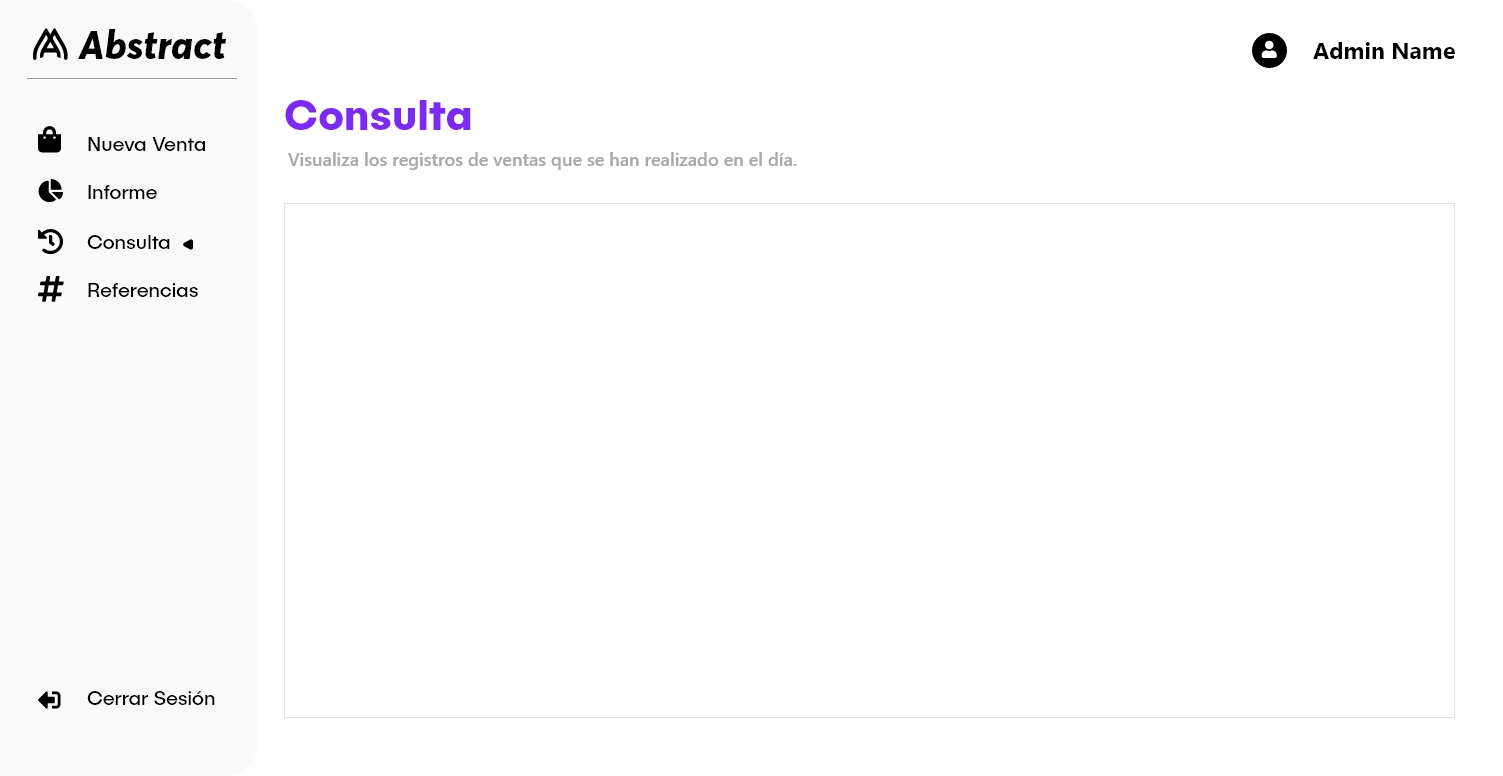 Abstract
Admin Name
Consulta
Visualiza los registros de ventas que se han realizado en el día.
Nueva Venta
Informe
Consulta
Referencias
Cerrar Sesión